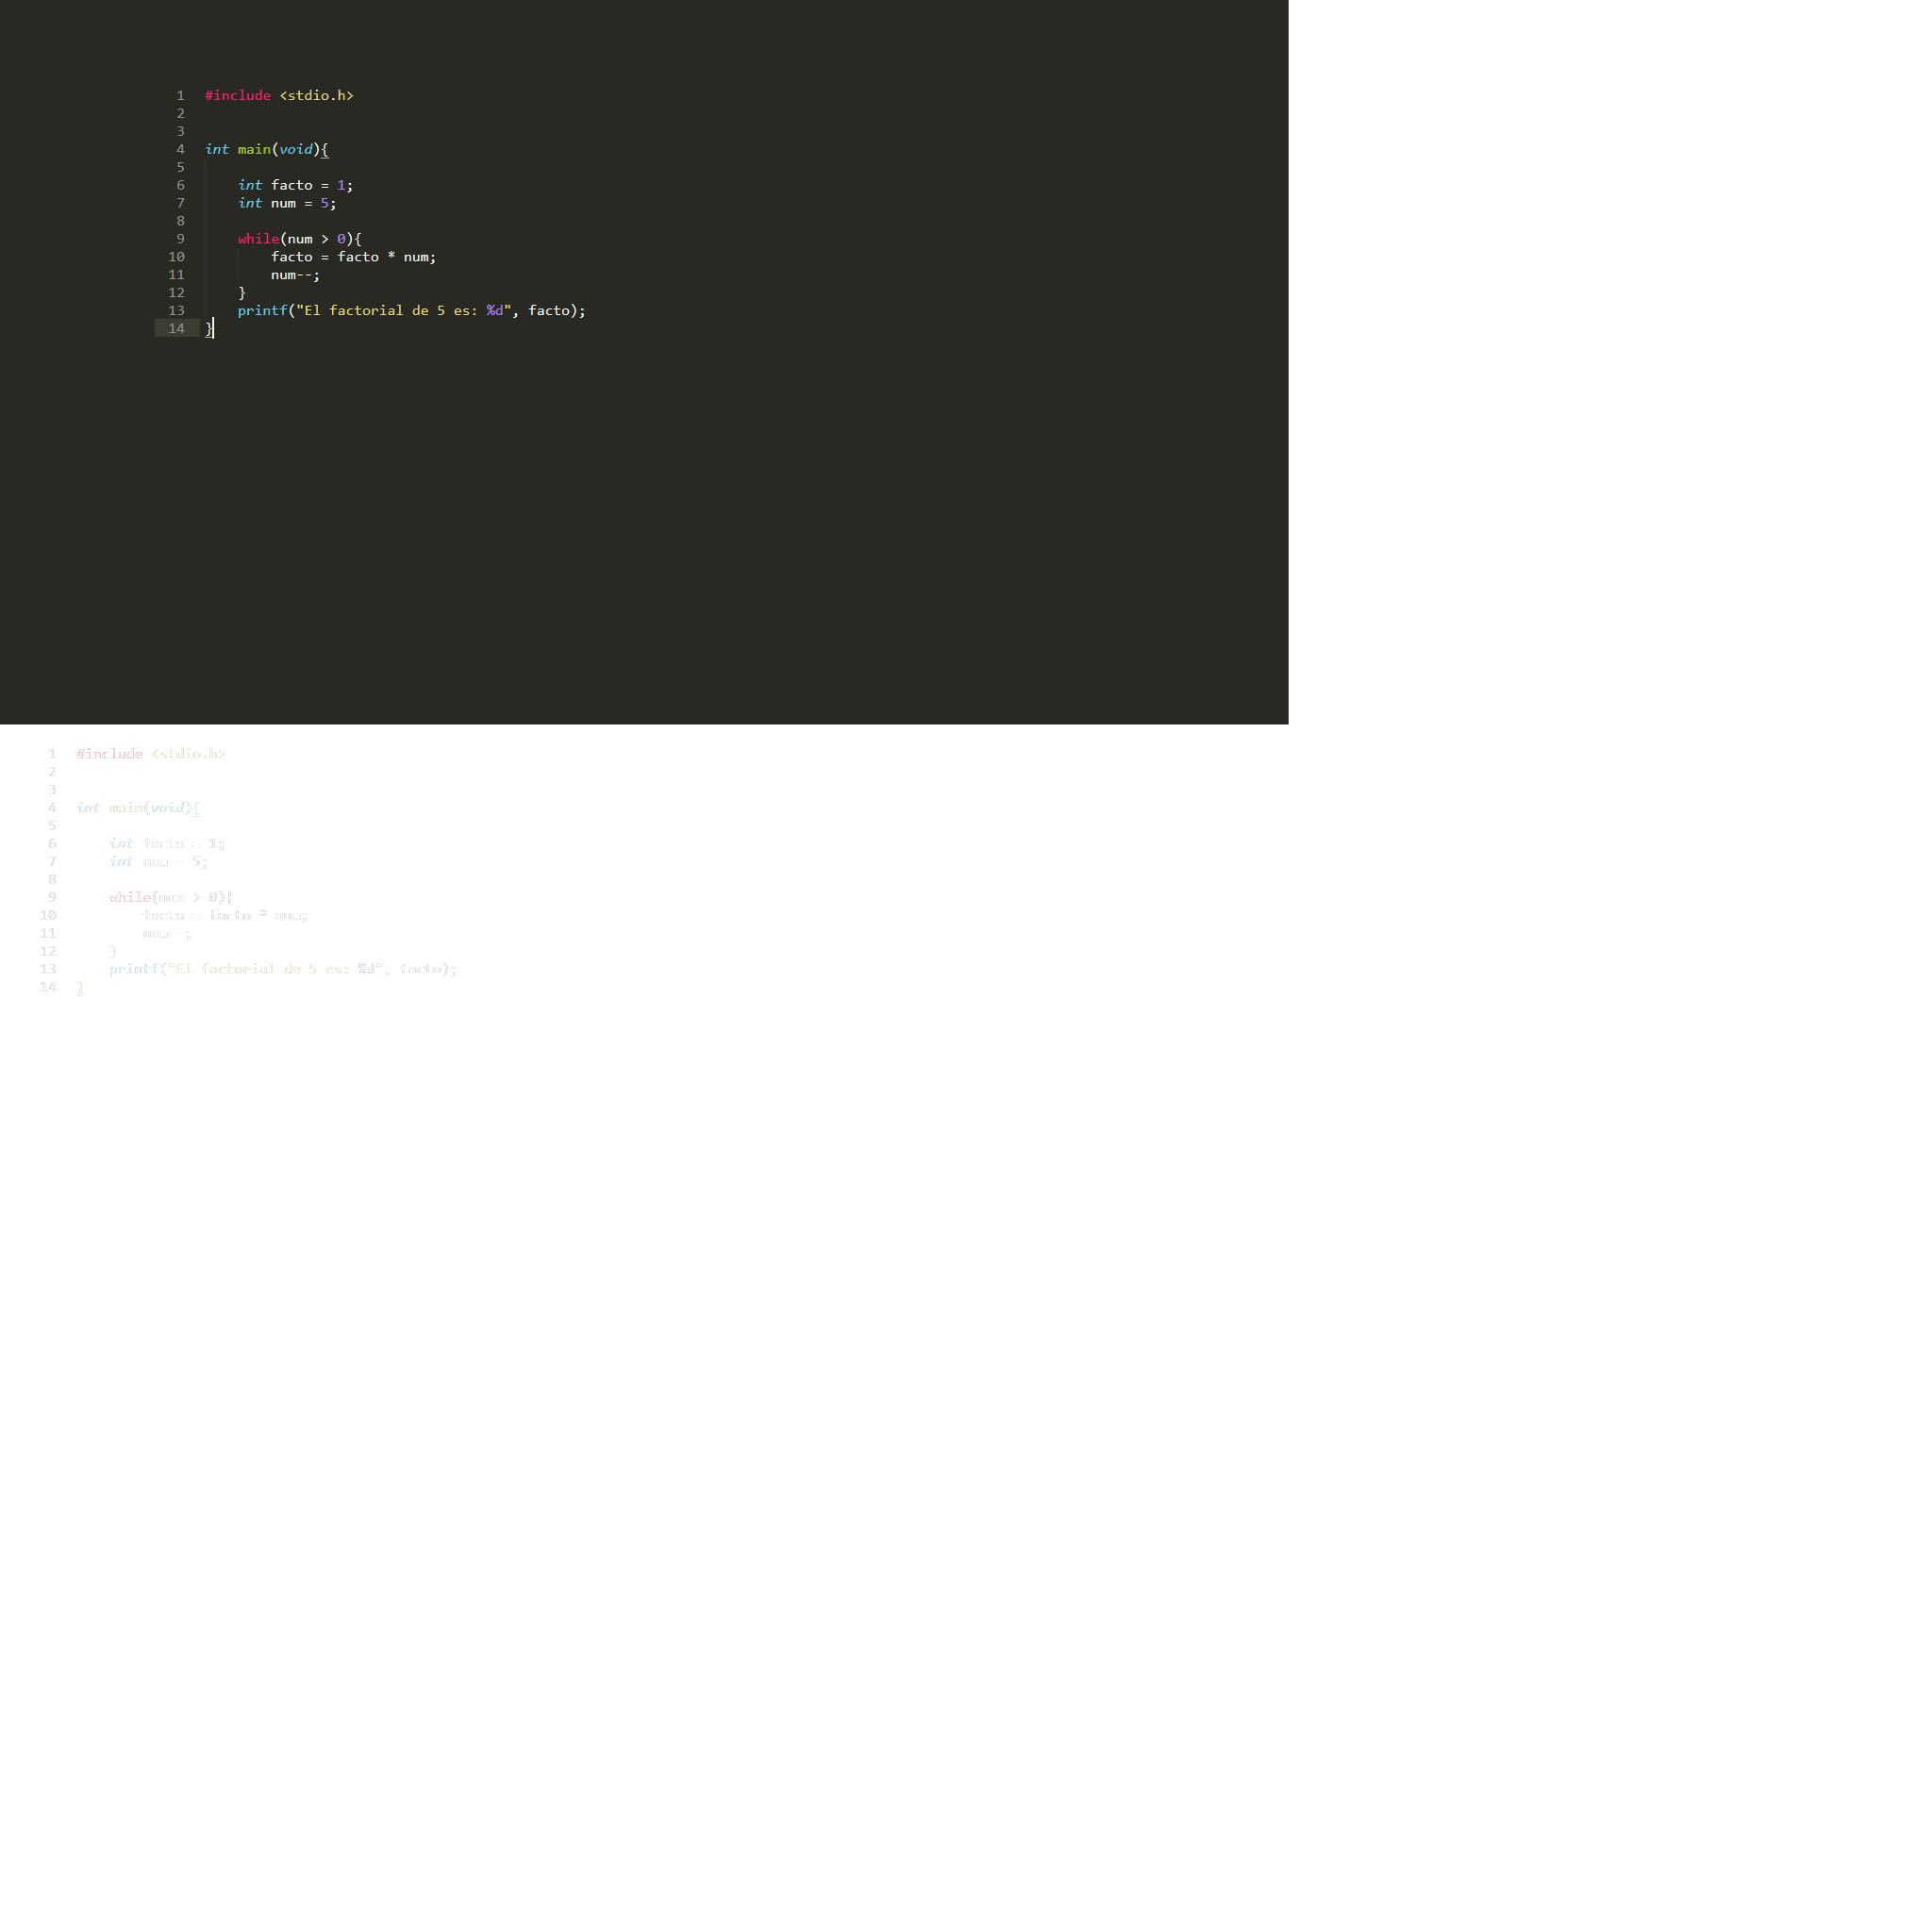 1 #include <stdio.h>
2
3
4 int main(void){
5
6 int facto = 1;
7 int num = 5;
8
9 while(num > 0){
10 facto = facto * num;
11 num--;
12 }
13 printf("El factorial de 5 es: %d", facto);
14 }
1 #include <stdio.h>
2
3
4 int main(void){
5
6 int facto = 1;
7 int num = 5;
8
9 while(num > 0){
10 facto = facto * num;
11 num--;
12 }
13 printf("El factorial de 5 es: %d", facto);
14 }